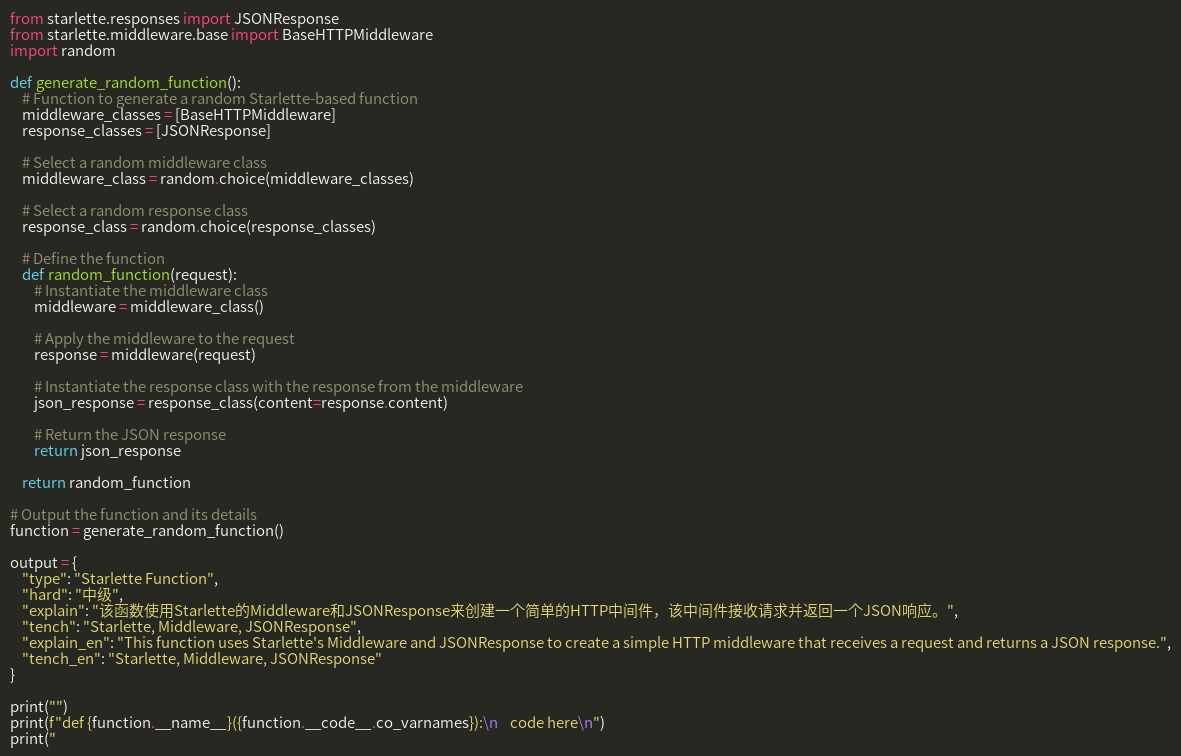 from starlette.responses import JSONResponse
from starlette.middleware.base import BaseHTTPMiddleware
import random

def generate_random_function():
    # Function to generate a random Starlette-based function
    middleware_classes = [BaseHTTPMiddleware]
    response_classes = [JSONResponse]

    # Select a random middleware class
    middleware_class = random.choice(middleware_classes)

    # Select a random response class
    response_class = random.choice(response_classes)

    # Define the function
    def random_function(request):
        # Instantiate the middleware class
        middleware = middleware_class()

        # Apply the middleware to the request
        response = middleware(request)

        # Instantiate the response class with the response from the middleware
        json_response = response_class(content=response.content)

        # Return the JSON response
        return json_response

    return random_function

# Output the function and its details
function = generate_random_function()

output = {
    "type": "Starlette Function",
    "hard": "中级",
    "explain": "该函数使用Starlette的Middleware和JSONResponse来创建一个简单的HTTP中间件，该中间件接收请求并返回一个JSON响应。",
    "tench": "Starlette, Middleware, JSONResponse",
    "explain_en": "This function uses Starlette's Middleware and JSONResponse to create a simple HTTP middleware that receives a request and returns a JSON response.",
    "tench_en": "Starlette, Middleware, JSONResponse"
}

print("")
print(f"def {function.__name__}({function.__code__.co_varnames}):\n    code here\n")
print("